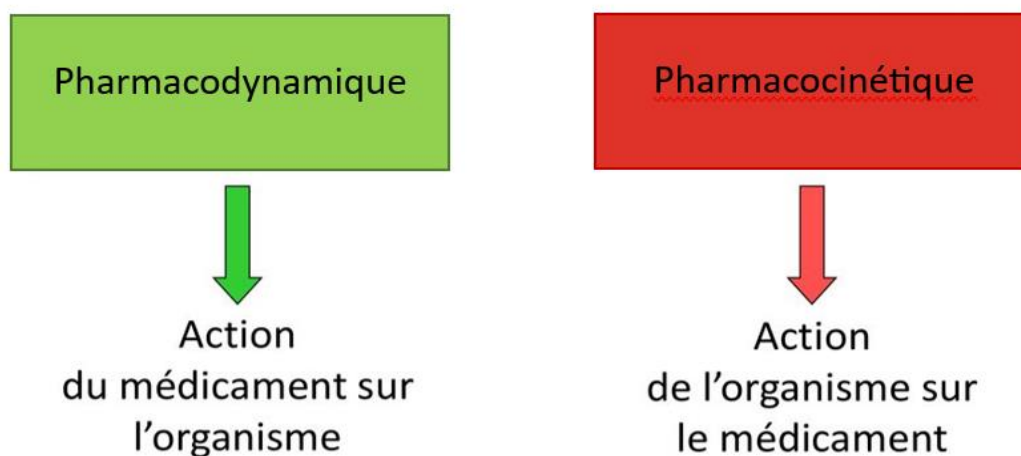 Pharmacodynamique
Pharmacocinétique
Action
du médicament sur
l’organisme
Action
de l’organisme sur
le médicament